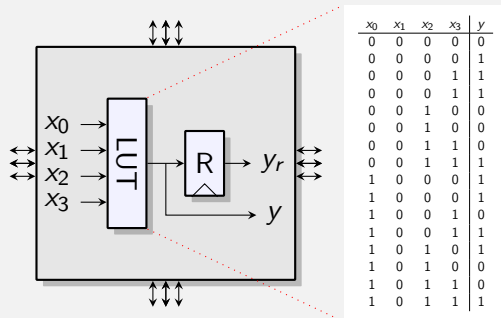 x0 x1 x2 x3 y
0 0 0 0 0
0 0 0 0 1
0 0 0 1 1
0 0 0 1 1
0 0 1 0 0
0 0 1 0 0
0 0 1 1 0
0 0 1 1 1
1 0 0 0 1
1 0 0 0 1
1 0 0 1 0
1 0 0 1 1
1 0 1 0 1
1 0 1 0 0
1 0 1 1 0
1 0 1 1 1
x0
x1
x2
x3
LUT
R
yr
y